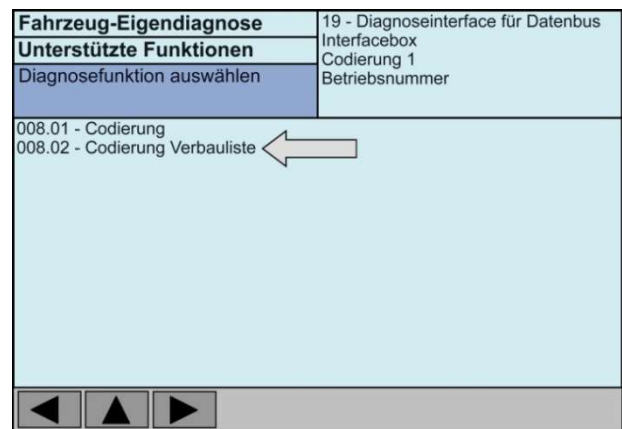 Fahrzeug-Eigendiagnose
Unterstützte Funktionen
Diagnosefunktion auswählen
19 - Diagnoseinterface für Datenbus
Interfacebox
Codierung 1
Betriebsnummer
008.01 - Codierung
008.02 - Codierung Verbauliste